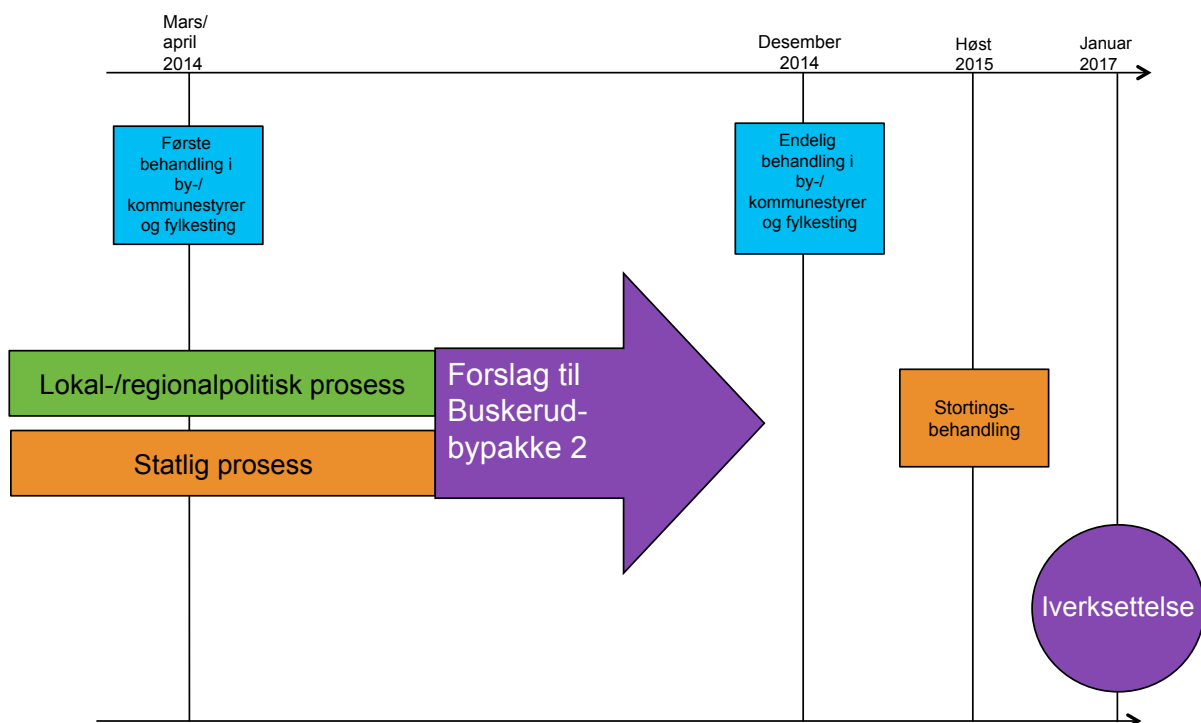 Mars/
april
2014
Desember
2014
Høst
2015
Januar
2017
Første
behandling i
by-/
kommunestyrer
og fylkesting
Endelig
behandling i
by-/
kommunestyrer
og fylkesting
Lokal-/regionalpolitisk prosess
Statlig prosess
Forslag til
Buskerud-
bypakke 2
Stortings-
behandling
Iverksettelse